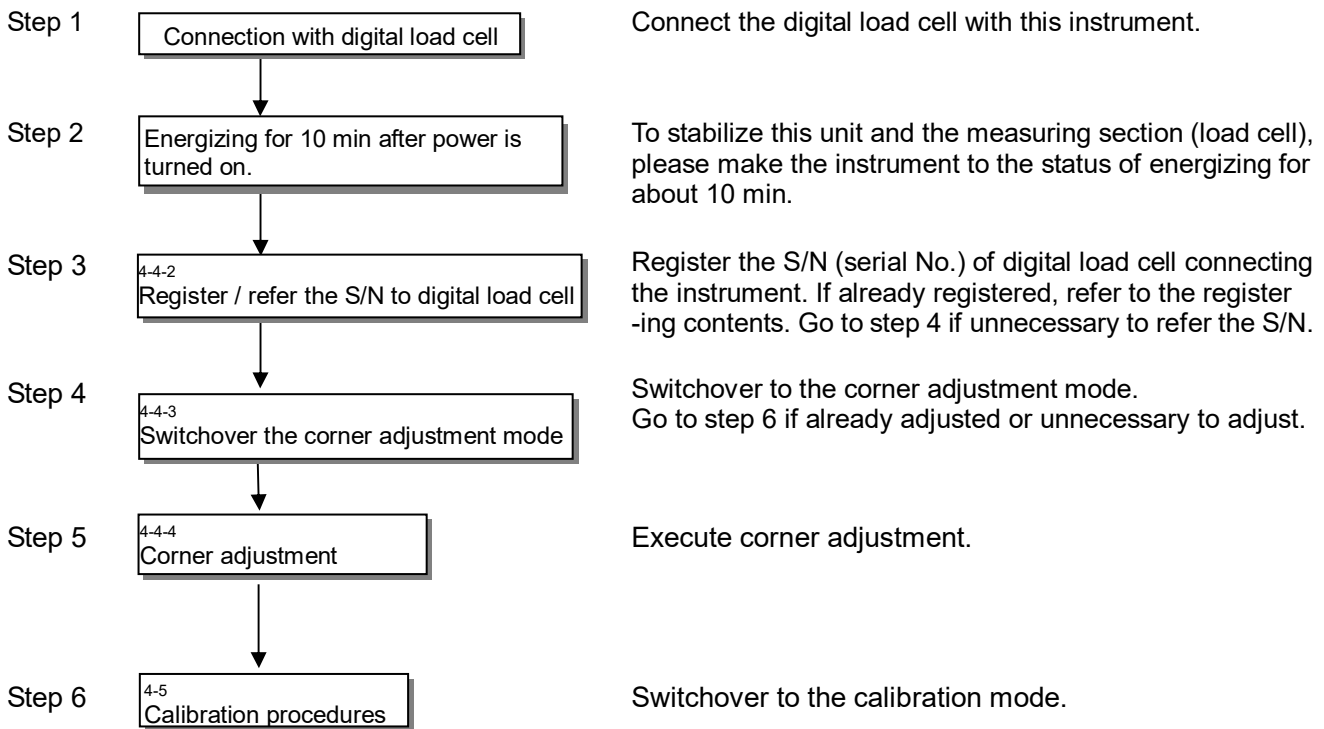 Step 1
Connection with digital load cell
Connect the digital load cell with this instrument.
Step 2
Energizing for 10 min after power is
turned on.
To stabilize this unit and the measuring section (load cell),
please make the instrument to the status of energizing for
about 10 min.
Step 3
4-4-2
Register / refer the S/N to digital load cell
Register the S/N (serial No.) of digital load cell connecting
the instrument. If already registered, refer to the register
-ing contents. Go to step 4 if unnecessary to refer the S/N.
Step 4
4-4-3
Switchover the corner adjustment mode
Switchover to the corner adjustment mode.
Go to step 6 if already adjusted or unnecessary to adjust.
Step 5
4-4-4
Corner adjustment
Execute corner adjustment.
Step 6
4-5
Calibration procedures
Switchover to the calibration mode.